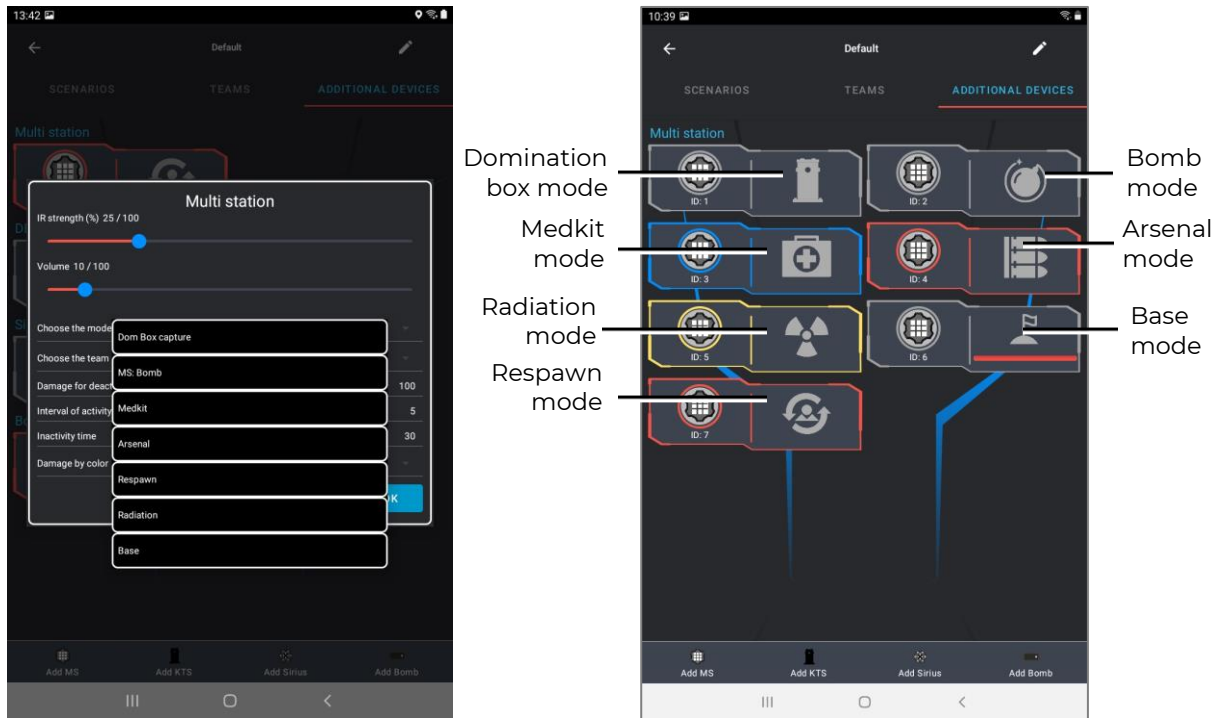 13:42
Default
SCENARIOS TEAMS ADDITIONAL DEVICES
Multi station
Multi station
IR strength (%) 25 / 100
Volume 10 / 100
Choose the mode
Dom Box capture
Choose the team
MS: Bomb
Damage for deact
100
Medkit
Interval of activity
5
Arsenal
Inactivity time
30
Damage by color
Respawn
Radiation
Base
Add MS Add KTS Add Sirius Add Bomb
10:39
Default
SCENARIOS TEAMS ADDITIONAL DEVICES
Multi station
ID: 1
ID: 2
ID: 3
ID: 4
ID: 5
ID: 6
ID: 7
Add MS Add KTS Add Sirius Add Bomb
Domination
box mode
Medkit
mode
Radiation
mode
Respawn
mode
Bomb
mode
Arsenal
mode
Base
mode